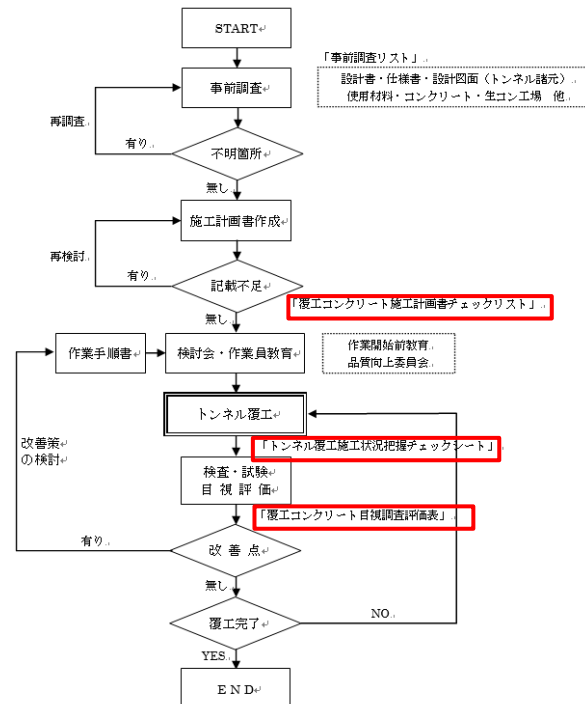 START
「事前調査リスト」
設計書・仕様書・設計図面（トンネル諸元）
使用材料・コンクリート・生コン工場　他
事前調査
再調査
有り
不明箇所
無し
施工計画書作成
再検討
有り
記載不足
「覆工コンクリート施工計画書チェックリスト」
無し
作業手順書
検討会・作業員教育
作業開始前教育
品質向上委員会
トンネル覆工
改善策
の検討
「トンネル覆工施工状況把握チェックシート」
検査・試験
目視評価
「覆工コンクリート目視調査評価表」
有り
改善点
無し
覆工完了
NO
YES
END